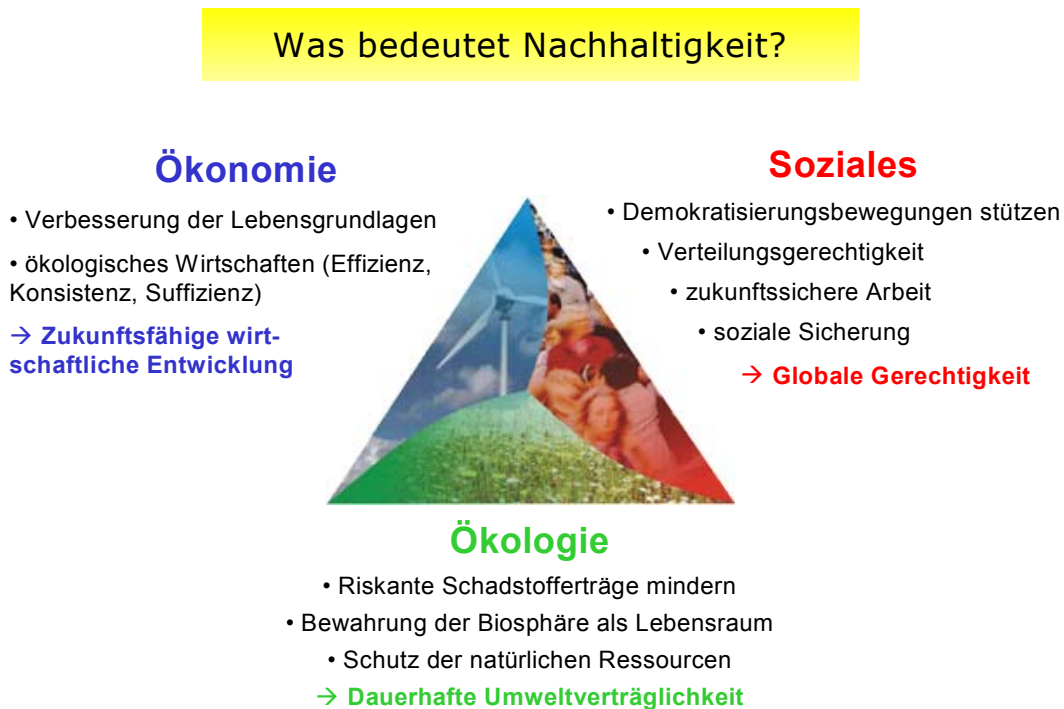 Was bedeutet Nachhaltigkeit?
Ökonomie
• Verbesserung der Lebensgrundlagen
• ökologisches Wirtschaften (Effizienz,
Konsistenz, Suffizienz)
→ Zukunftsfähige wirt-
schaftliche Entwicklung
Soziales
• Demokratisierungsbewegungen stützen
• Verteilungsgerechtigkeit
• zukunftssichere Arbeit
• soziale Sicherung
→ Globale Gerechtigkeit
Ökologie
• Riskante Schadstofferträge mindern
• Bewahrung der Biosphäre als Lebensraum
• Schutz der natürlichen Ressourcen
→ Dauerhafte Umweltverträglichkeit